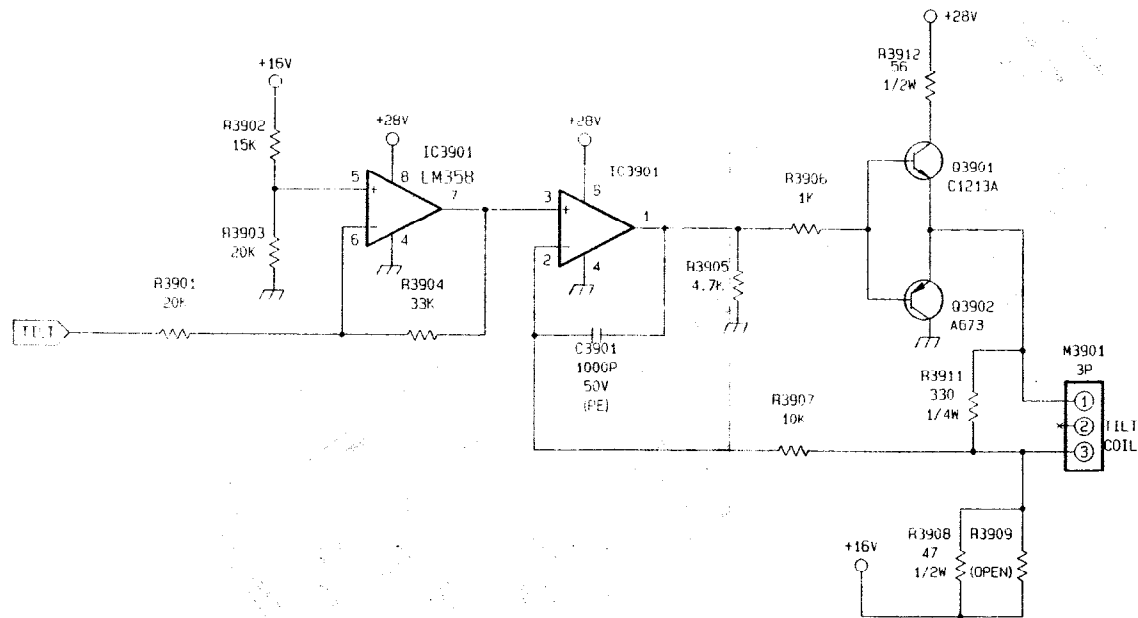 +28V
R3912
56
1/2W
+16V
R3902
15K
+28V
+28V
IC3901
LM358
IC3901
5
8
7
6
4
3
6
1
2
4
R3906
1K
Q3901
C1213A
R3903
20K
R3901
20K
R3904
33K
R3905
4.7K
Q3902
A673
TILT
C3901
1000P
50V
(PE)
R3907
10K
R3911
330
1/4W
M3901
3P
1
2
3
TILT
COIL
+16V
R3908
47
1/2W
R3909
(OPEN)